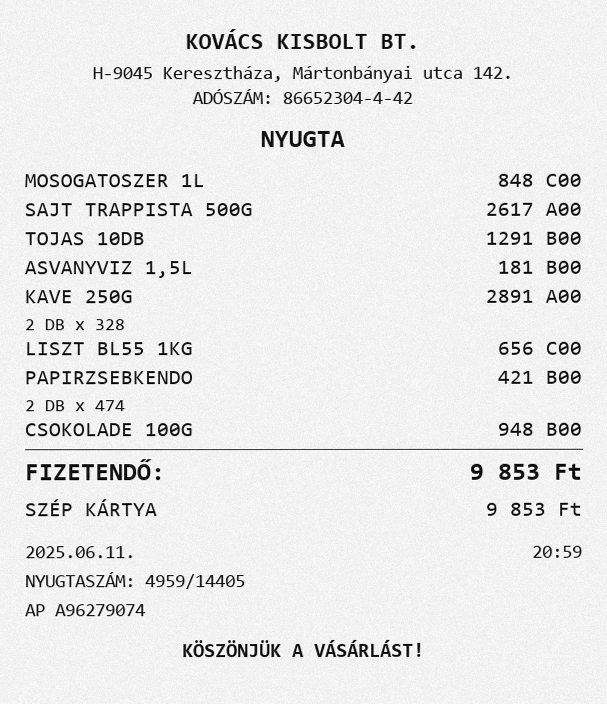 KOVÁCS KISBOLT BT.
H-9045 Keresztháza, Mártonbányai utca 142.
ADÓSZÁM: 86652304-4-42
NYUGTA
MOSOGATOSZER 1L 848 C00
SAJT TRAPPISTA 500G 2617 A00
TOJAS 10DB 1291 B00
ASVANYVIZ 1,5L 181 B00
KAVE 250G 2891 A00
2 DB x 328
LISZT BL55 1KG 656 C00
PAPIRZSEBKENDO 421 B00
2 DB x 474
CSOKOLADE 100G 948 B00
FIZETENDŐ: 9 853 Ft
SZÉP KÁRTYA 9 853 Ft
2025.06.11. 20:59
NYUGTASZÁM: 4959/14405
AP A96279074
KÖSZÖNJÜK A VÁSÁRLÁST!